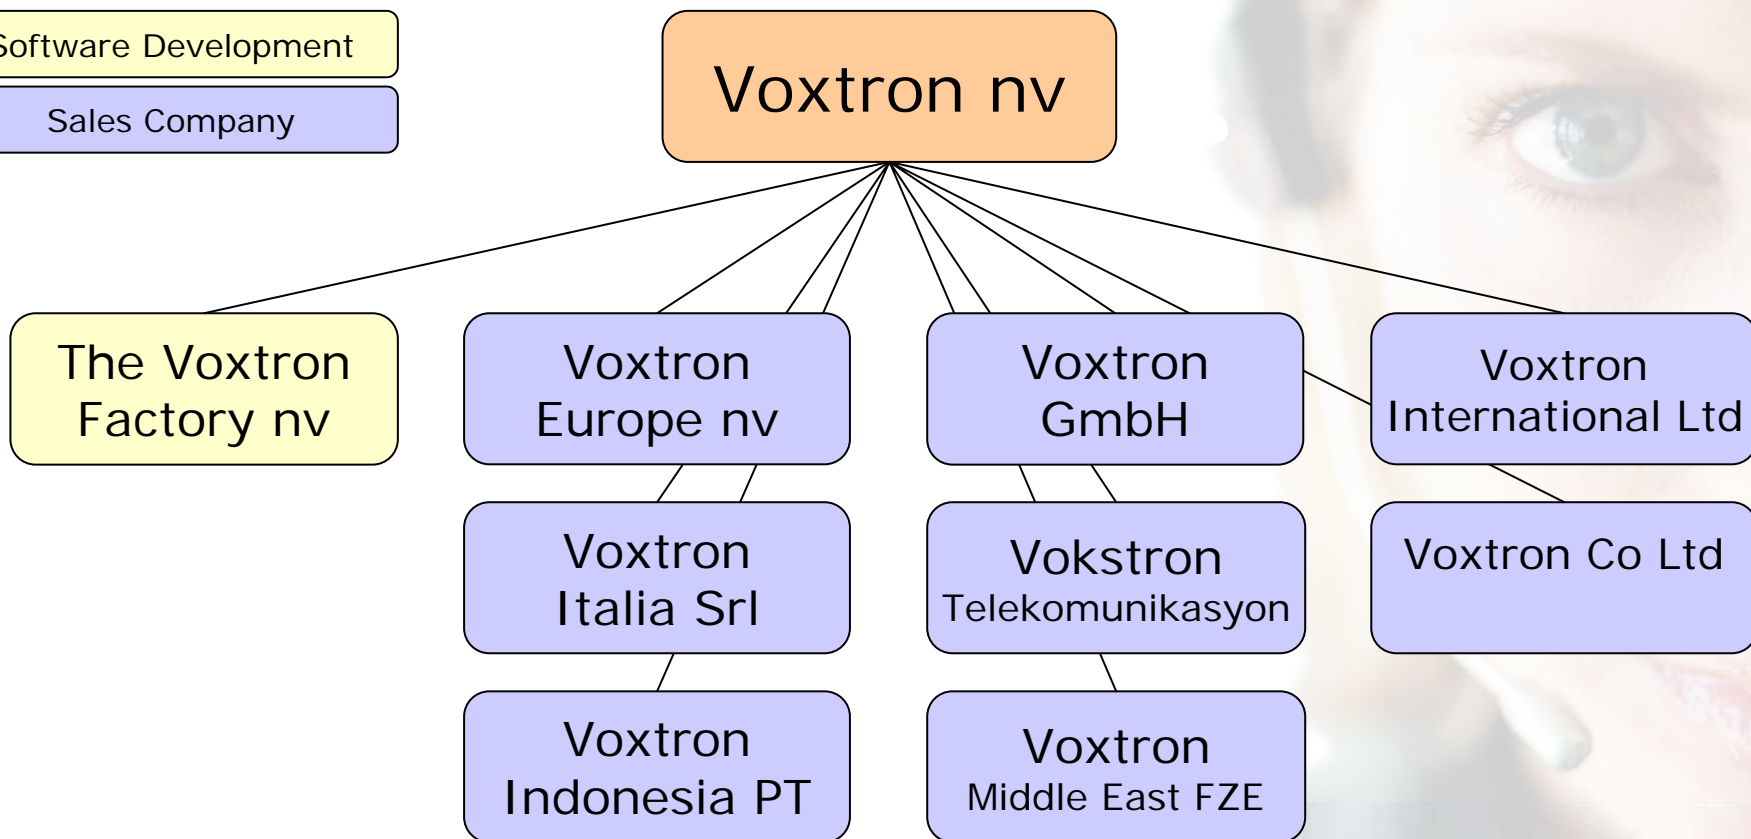 Software Development
Sales Company
Voxtron nv
The Voxtron
Factory nv
Voxtron
Europe nv
Voxtron
GmbH
Voxtron
International Ltd
Voxtron
Italia Srl
Vokstron
Telekomunikasyon
Voxtron Co Ltd
Voxtron
Indonesia PT
Voxtron
Middle East FZE